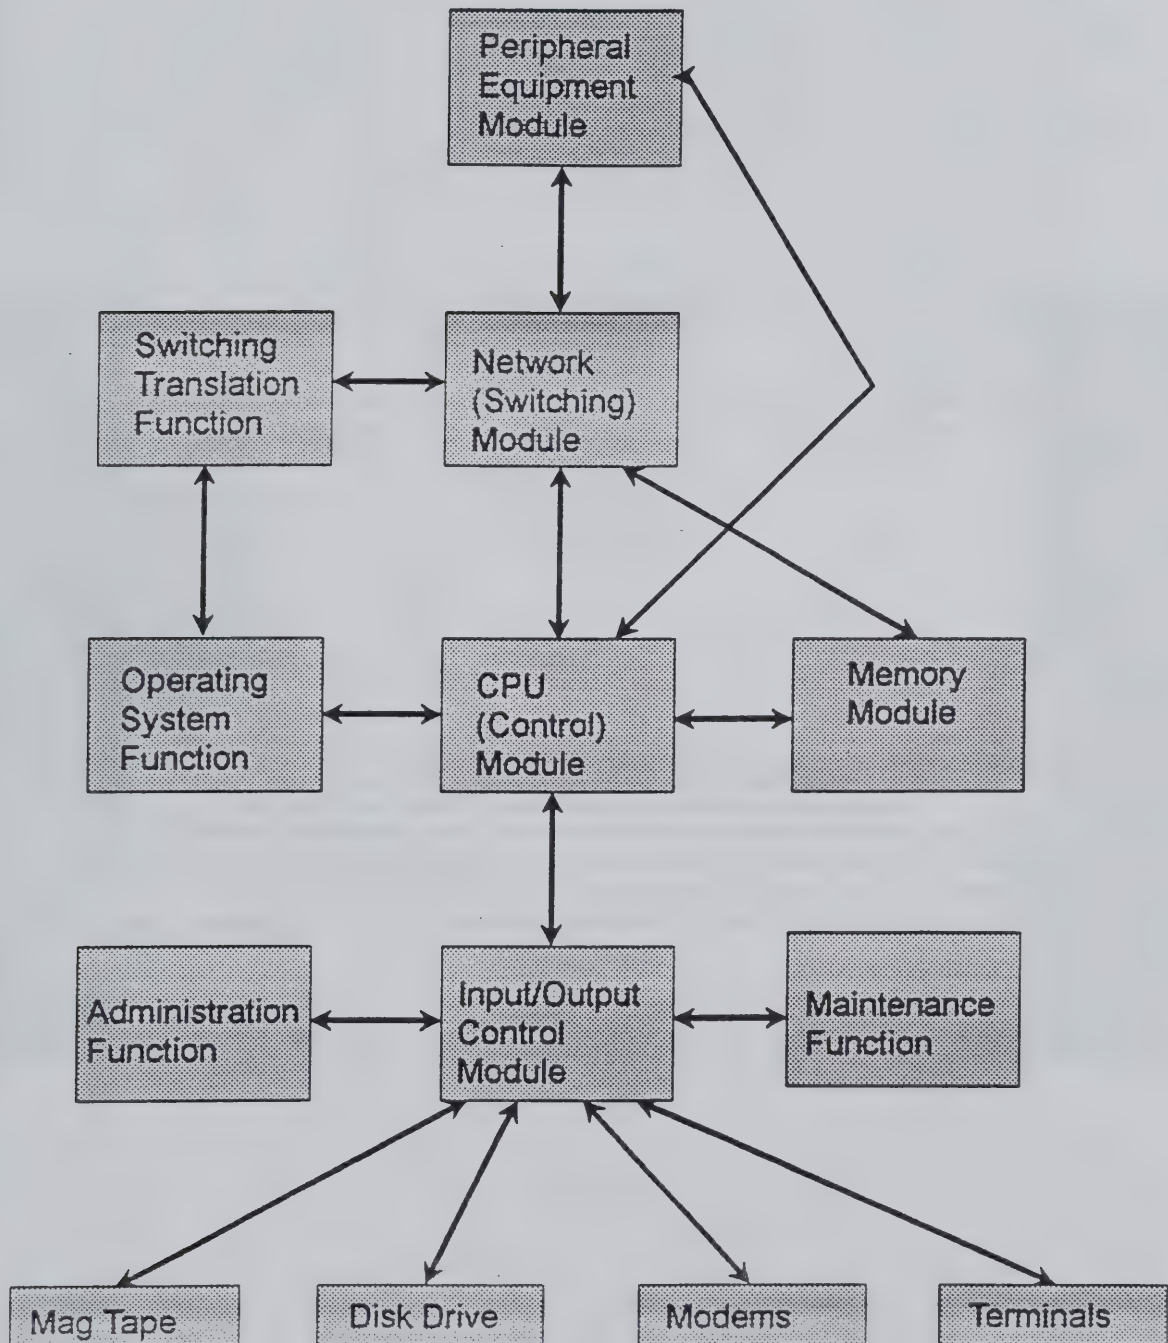 Peripheral
Equipment
Module
Switching
Translation
Function
Network
(Switching)
Module
Operating
System
Function
CPU
(Control)
Module
Memory
Module
Administration
Function
Input/Output
Control
Module
Maintenance
Function
Mag Tape
Disk Drive
Modems
Terminals